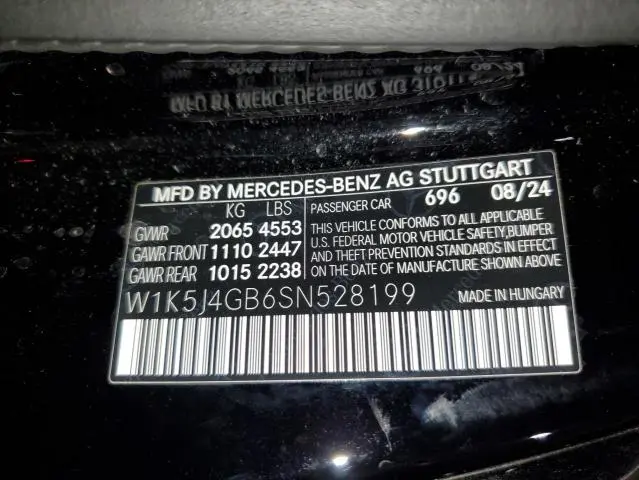 MFD BY MERCEDES-BENZ AG STUTTGART
KG LBS
GVWR 2065 4553
GAWR FRONT 1110 2447
GAWR REAR 1015 2238
PASSENGER CAR 696 08/24
THIS VEHICLE CONFORMS TO ALL APPLICABLE
U.S. FEDERAL MOTOR VEHICLE SAFETY,BUMPER
AND THEFT PREVENTION STANDARDS IN EFFECT
ON THE DATE OF MANUFACTURE SHOWN ABOVE.
W1K5J4GB6SN528199 MADE IN HUNGARY